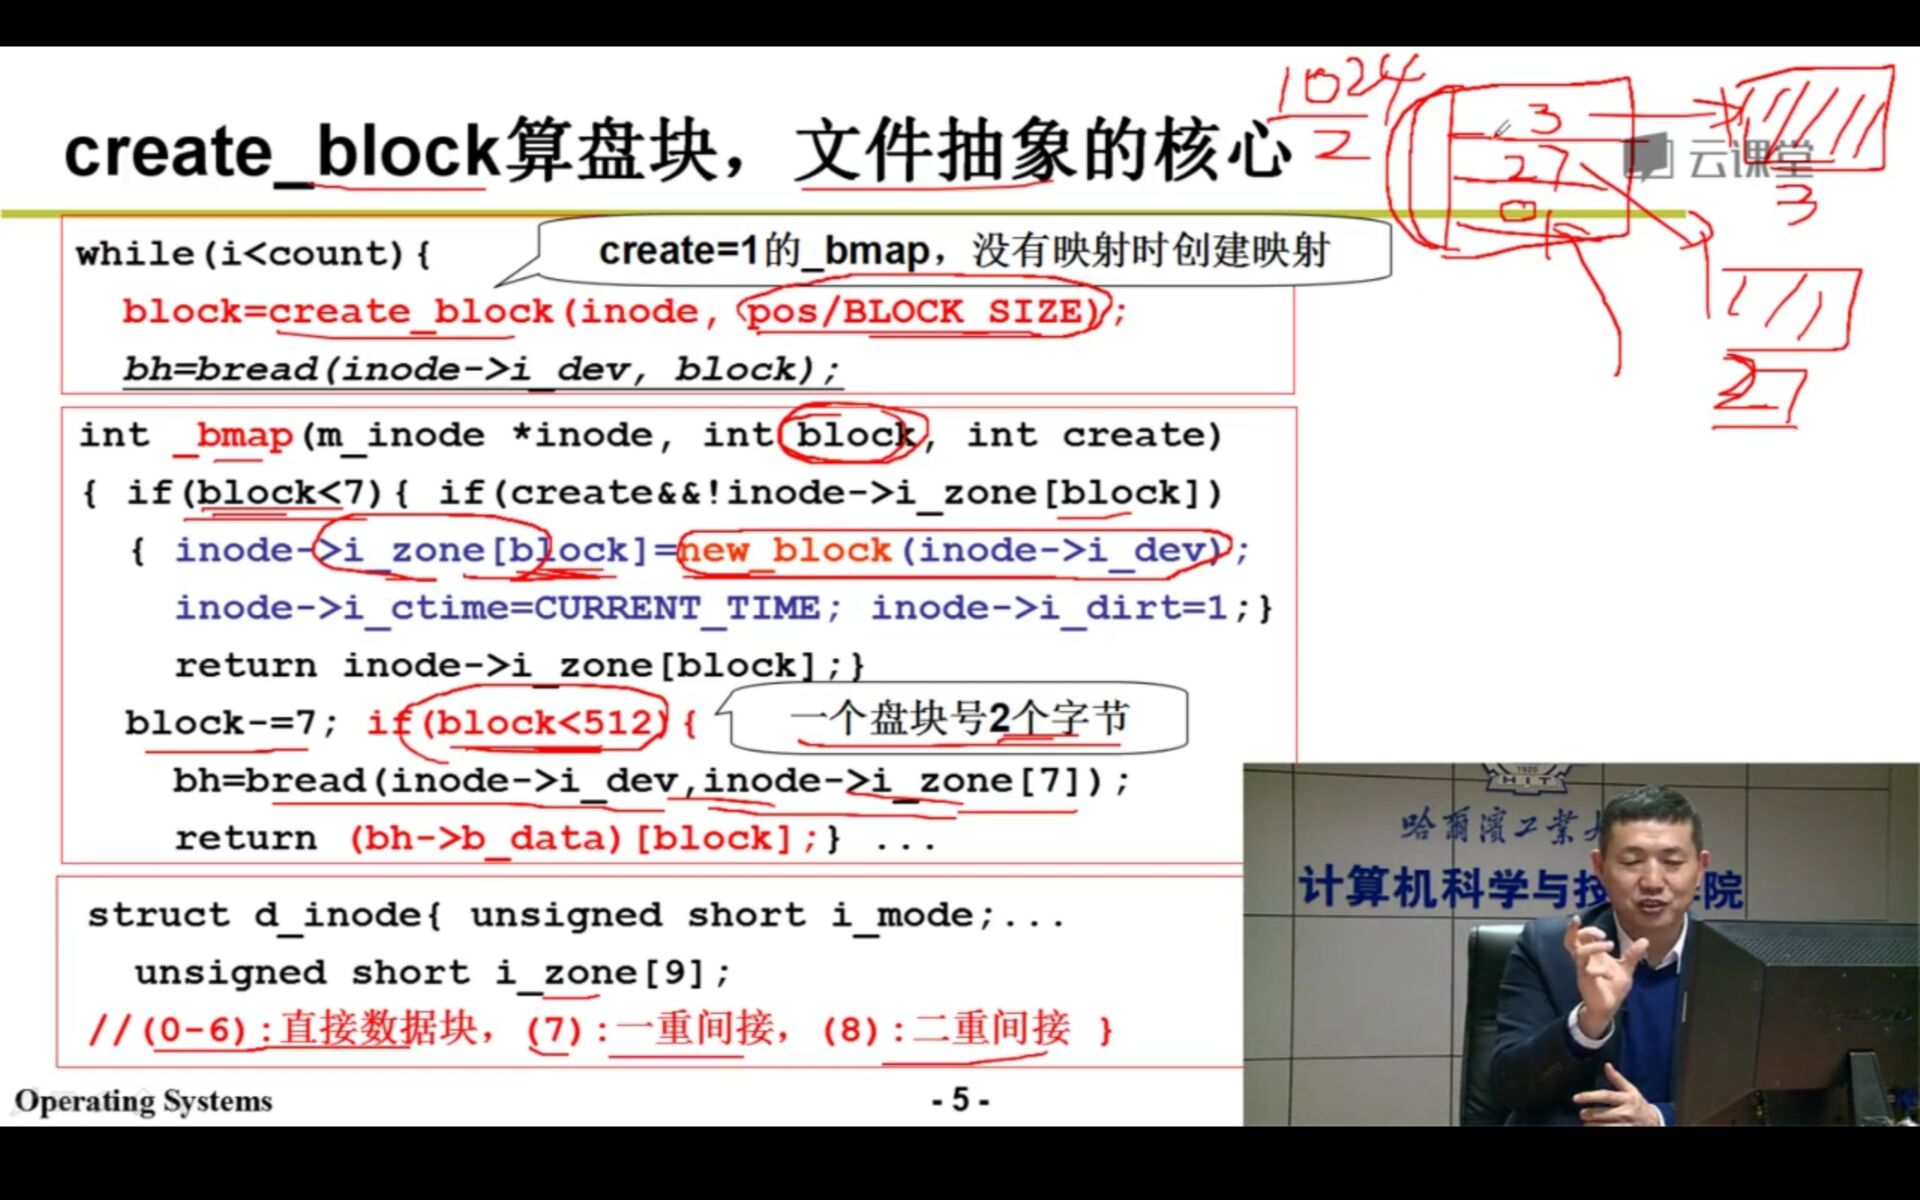 create_block算盘块，文件抽象的核心
1024
2
3
27
0
3
27
云课堂
while(i<count){
create=1的_bmap，没有映射时创建映射
block=create_block(inode, pos/BLOCK_SIZE);
bh=bread(inode->i_dev, block);
int _bmap(m_inode *inode, int block, int create)
{ if(block<7){ if(create&&!inode->i_zone[block])
{ inode->i_zone[block]=new_block(inode->i_dev);
inode->i_ctime=CURRENT_TIME; inode->i_dirt=1;}
return inode->i_zone[block];}
block-=7; if(block<512){
一个盘块号2个字节
bh=bread(inode->i_dev,inode->i_zone[7]);
return (bh->b_data)[block];} ...
struct d_inode{ unsigned short i_mode;...
unsigned short i_zone[9];
//(0-6):直接数据块，(7):一重间接，(8):二重间接 }
1920
HIT
哈爾濱工業
计算机科学与技 院
Operating Systems
- 5 -